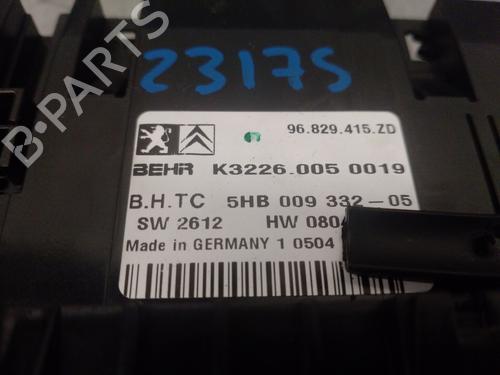 23175
96.829.415.ZD
BEHR K3226.005 0019
B.H.TC 5HB 009 332-05
SW 2612 HW 080
Made in GERMANY 1 0504
B-PARTS